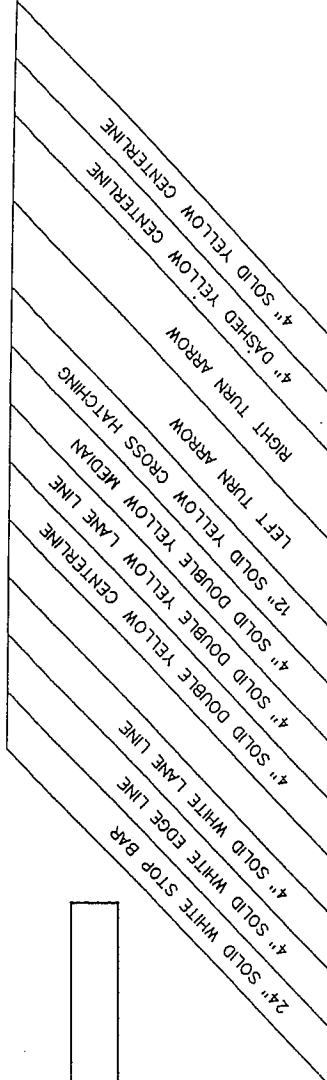 4" SOLID YELLOW CENTERLINE
4" DASHED YELLOW CENTERLINE
RIGHT TURN ARROW
LEFT TURN ARROW
12" SOLID YELLOW CROSS HATCHING
4" SOLID DOUBLE YELLOW MEDIAN
4" SOLID DOUBLE YELLOW LANE LINE
4" SOLID DOUBLE YELLOW CENTERLINE
4" SOLID WHITE LANE LINE
4" SOLID WHITE EDGE LINE
24" SOLID WHITE STOP BAR